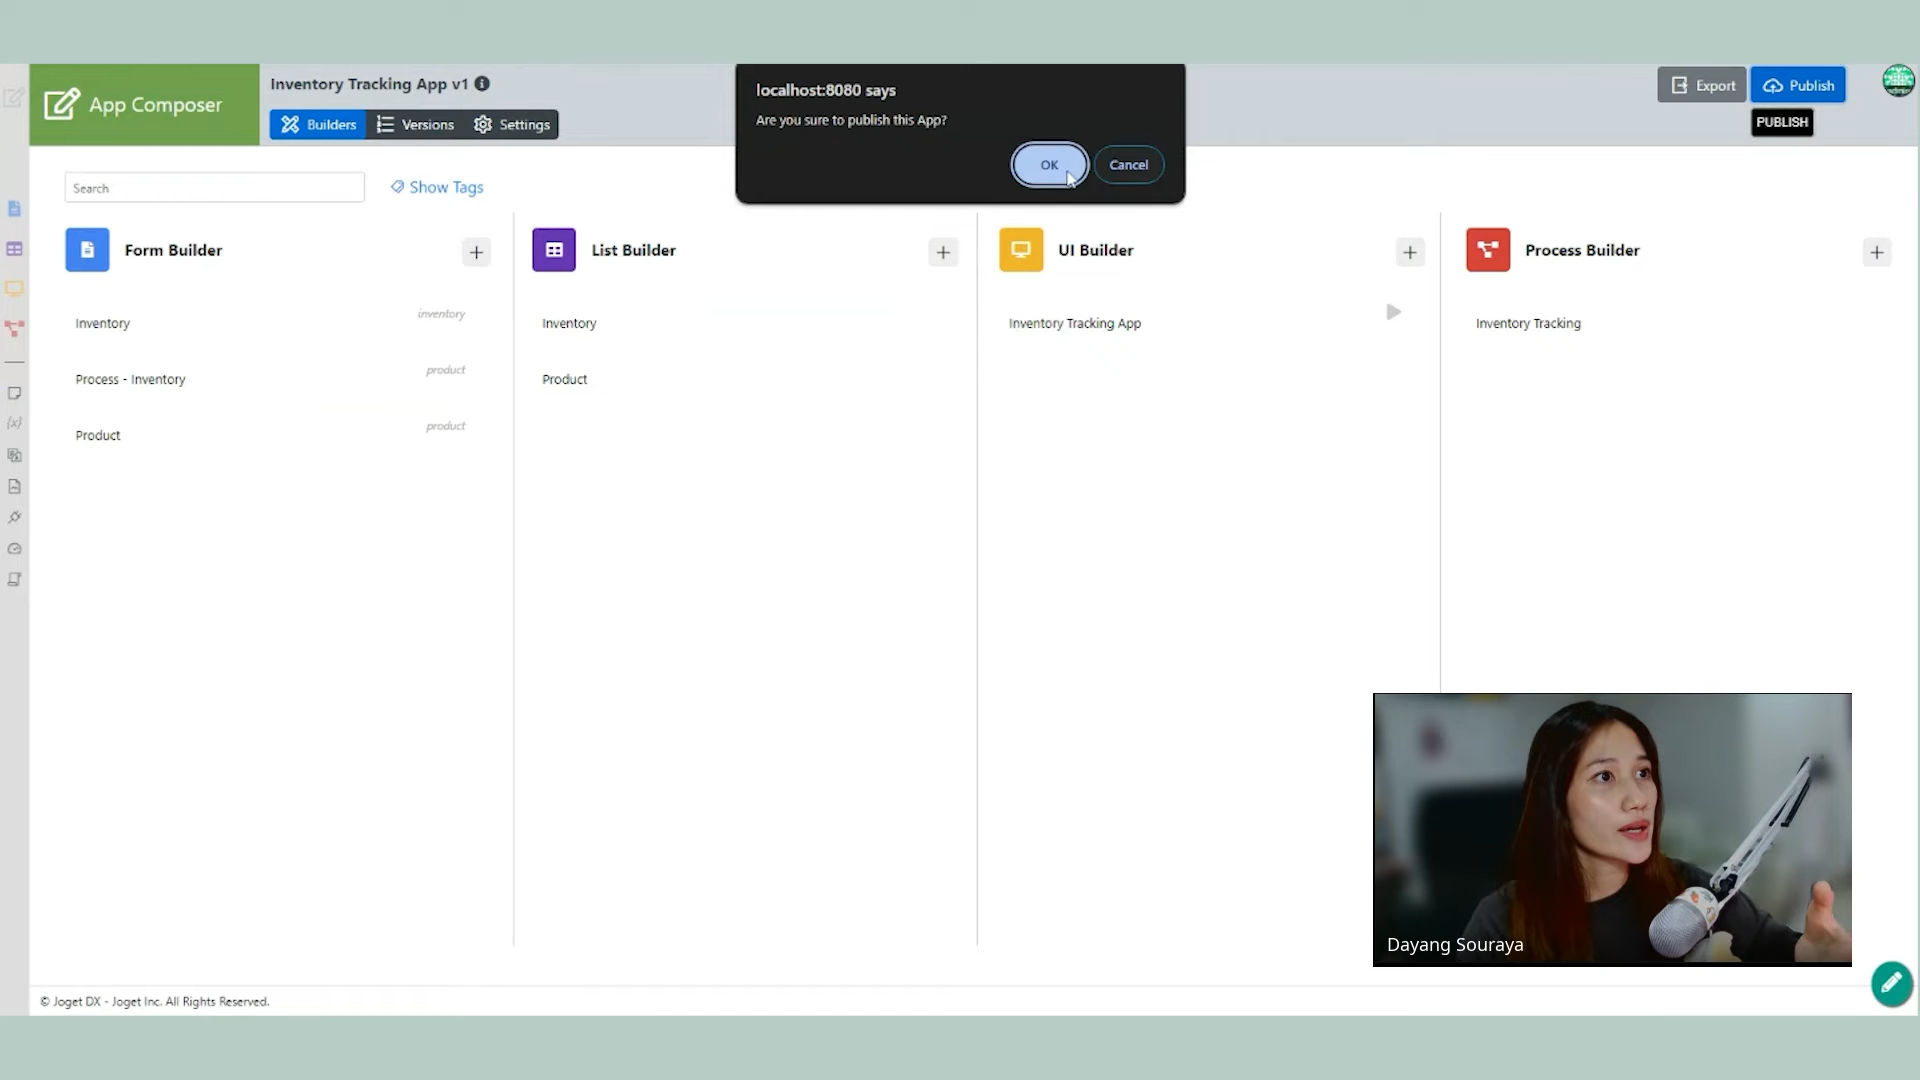 App Composer
Inventory Tracking App v1
Builders
Versions
Settings
localhost:8080 says
Are you sure to publish this App?
OK
Cancel
Export
Publish
PUBLISH
Search
Show Tags
Form Builder
Inventory
inventory
Process - Inventory
product
Product
product
List Builder
Inventory
Product
UI Builder
Inventory Tracking App
Process Builder
Inventory Tracking
{x}
Dayang Souraya
© Joget DX - Joget Inc. All Rights Reserved.